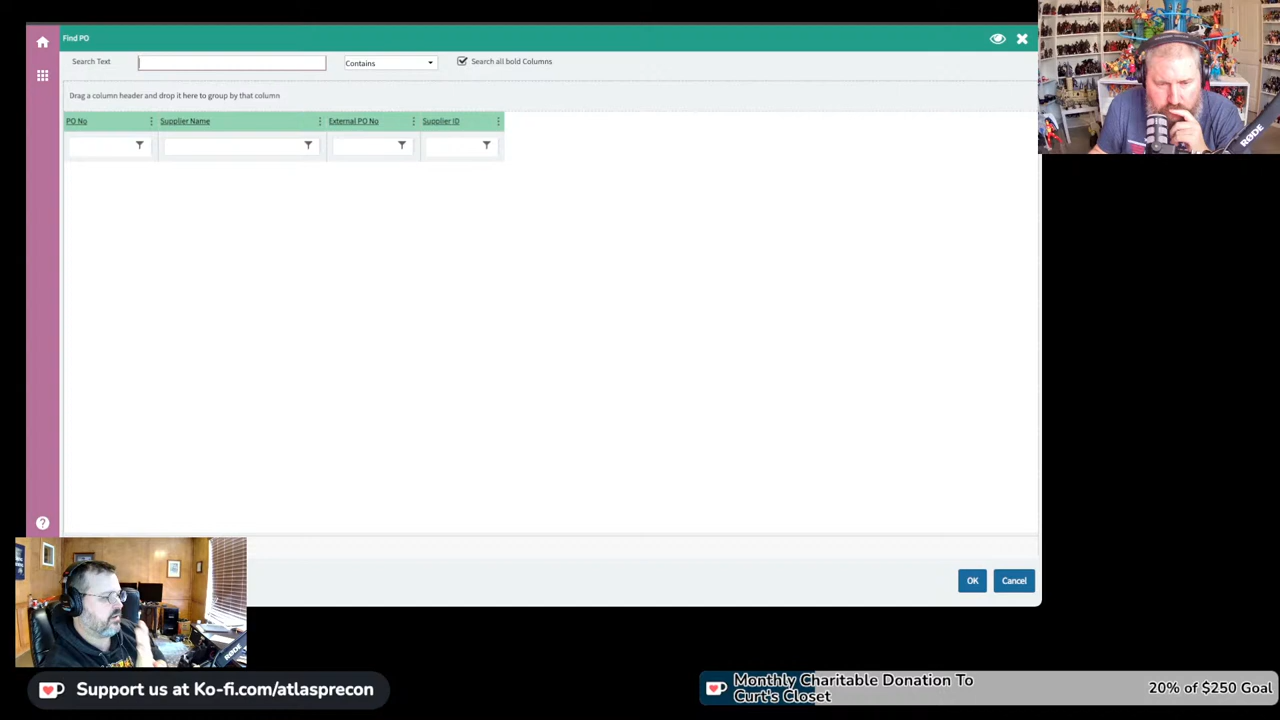 Find PO
Search Text
Contains
Search all bold Columns
Drag a column header and drop it here to group by that column
PO No
Supplier Name
External PO No
Supplier ID
RØDE
OK
Cancel
Support us at Ko-fi.com/atlasprecon
Monthly Charitable Donation To
Curt's Closet
20% of $250 Goal